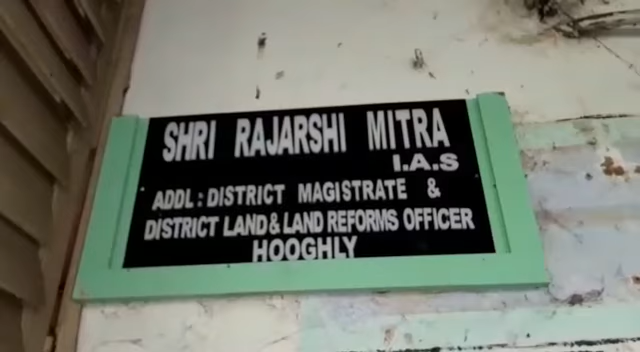 SHRI RAJARSHI MITRA
I.A.S
ADDL : DISTRICT MAGISTRATE &
DISTRICT LAND & LAND REFORMS OFFICER
HOOGHLY